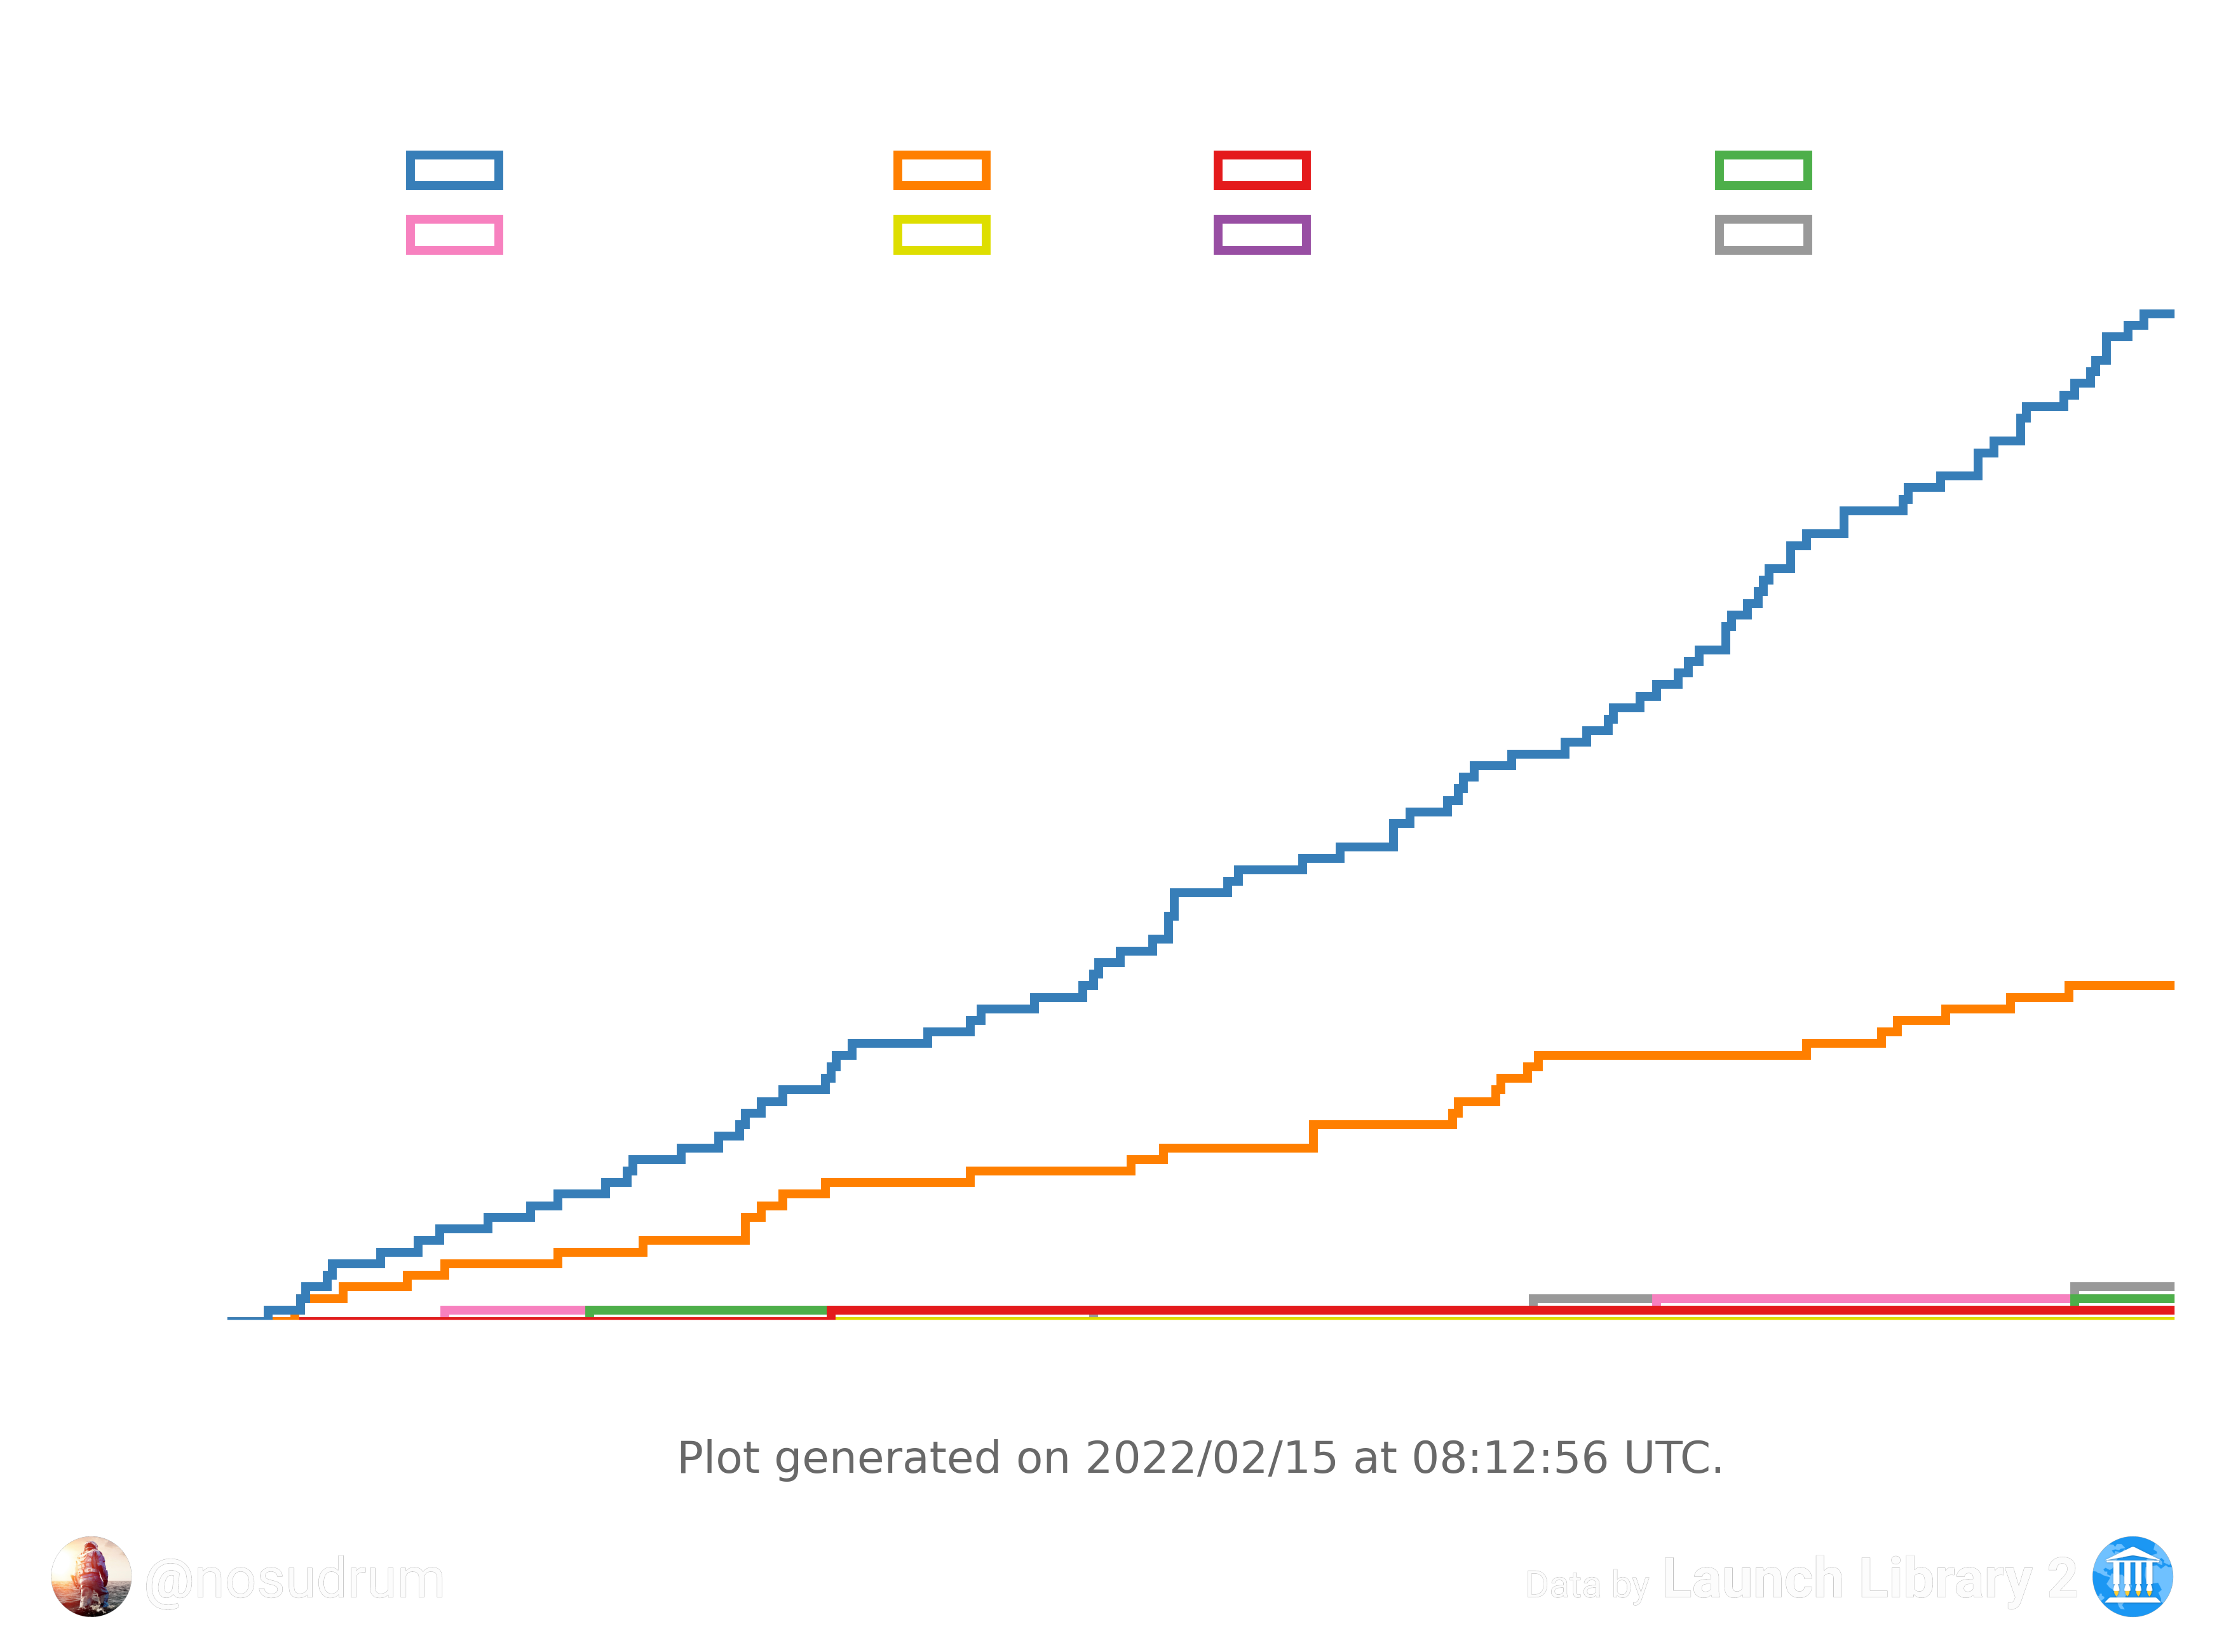 Plot generated on 2022/02/15 at 08:12:56 UTC.
@nosudrum
Data by Launch Library 2